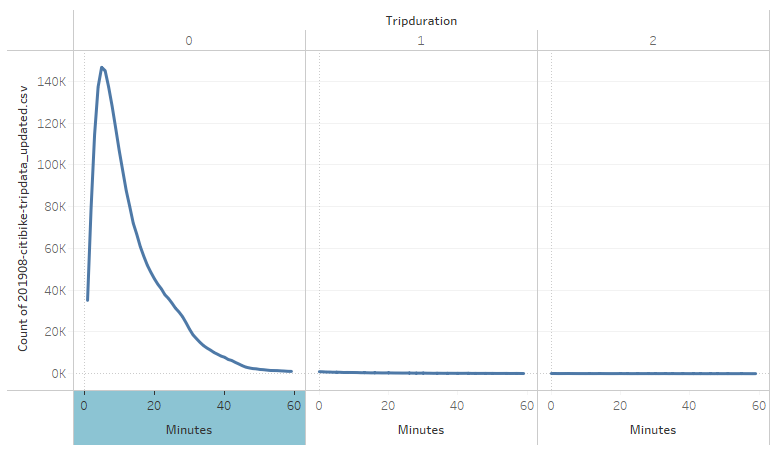 Tripduration
0 1 2
Count of 201908-citibike-tripdata_updated.csv
140K
120K
100K
80K
60K
40K
20K
0K
0 20 40 60 0 20 40 60 0 20 40 60
Minutes Minutes Minutes